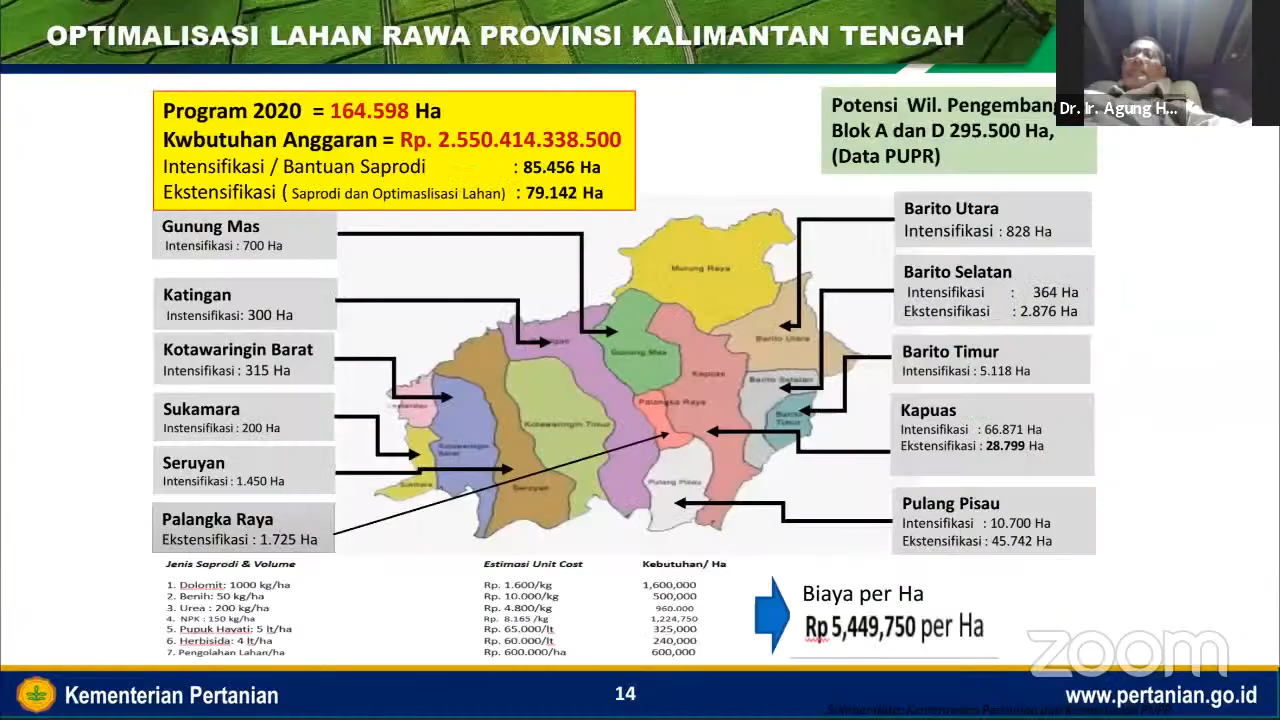 OPTIMALISASI LAHAN RAWA PROVINSI KALIMANTAN TENGAH
Dr. Ir. Agung H...
Program 2020 = 164.598 Ha
Kwbutuhan Anggaran = Rp. 2.550.414.338.500
Intensifikasi / Bantuan Saprodi : 85.456 Ha
Ekstensifikasi ( Saprodi dan Optimaslisasi Lahan) : 79.142 Ha
Potensi Wil. Pengembang
Blok A dan D 295.500 Ha,
(Data PUPR)
Gunung Mas
Intensifikasi : 700 Ha
Katingan
Instensifikasi: 300 Ha
Kotawaringin Barat
Intensifikasi : 315 Ha
Sukamara
Instensifikasi : 200 Ha
Seruyan
Intensifikasi : 1.450 Ha
Palangka Raya
Ekstensifikasi : 1.725 Ha
Murung Raya
Barito Utara
Gunung Mas
Kapuas
Barito Selatan
Palangka Raya
Barito
Timur
Kotawaringin Timur
Kotawaringin
Barat
Pulang Pisau
Seruyan
Barito Utara
Intensifikasi : 828 Ha
Barito Selatan
Intensifikasi : 364 Ha
Ekstensifikasi : 2.876 Ha
Barito Timur
Intensifikasi : 5.118 Ha
Kapuas
Intensifikasi : 66.871 Ha
Ekstensifikasi : 28.799 Ha
Pulang Pisau
Intensifikasi : 10.700 Ha
Ekstensifikasi : 45.742 Ha
Jenis Saprodi & Volume Estimasi Unit Cost Kebutuhan/ Ha
1. Dolomit: 1000 kg/ha Rp. 1.600/kg 1,600,000
2. Benih: 50 kg/ha Rp. 10.000/kg 500,000
3. Urea : 200 kg/ha Rp. 4.800/kg 960.000
4. NPK : 150 kg/ha Rp. 8.165 /kg 1,224,750
5. Pupuk Hayati: 5 lt/ha Rp. 65.000/lt 325,000
6. Herbisida: 4 lt/ha Rp. 60.000/lt 240,000
7. Pengolahan Lahan/ha Rp. 600.000/ha 600,000
Biaya per Ha
Rp 5,449,750 per Ha
zoom
Kementerian Pertanian
14
www.pertanian.go.id